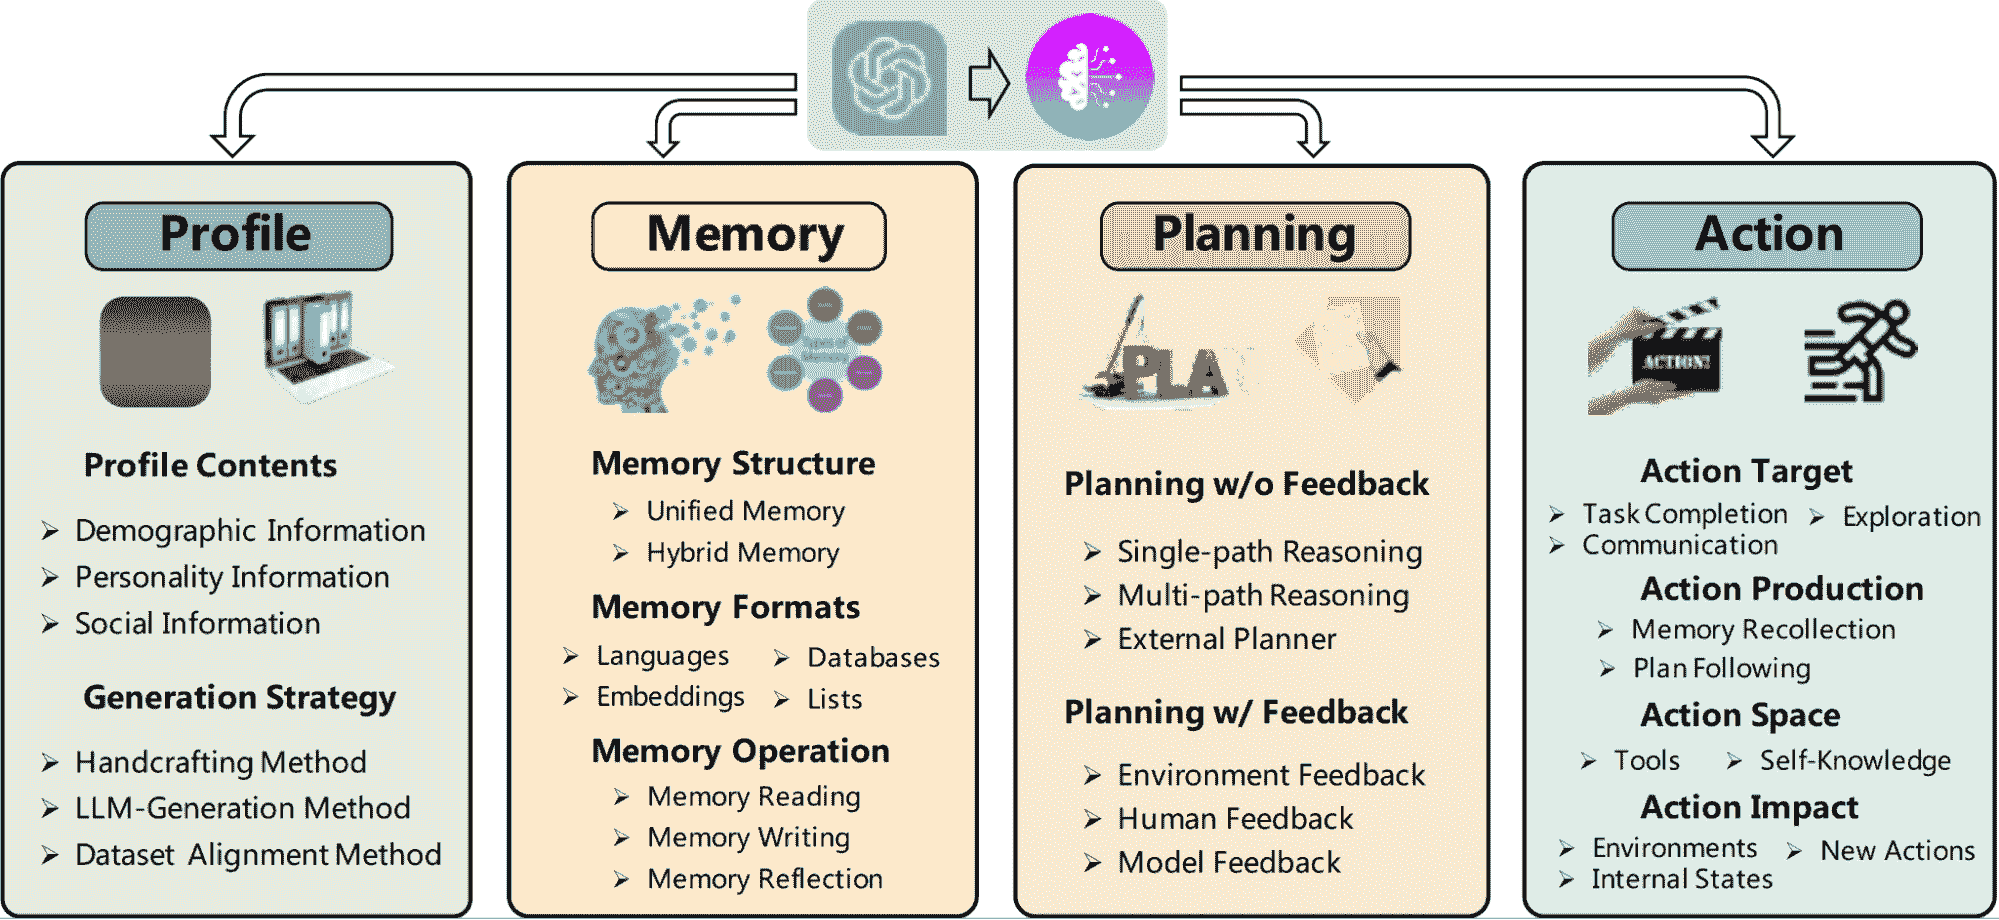 Profile
Profile Contents
Demographic Information
Personality Information
Social Information
Generation Strategy
Handcrafting Method
LLM-Generation Method
Dataset Alignment Method
Memory
Memory Structure
Unified Memory
Hybrid Memory
Memory Formats
Languages Databases
Embeddings Lists
Memory Operation
Memory Reading
Memory Writing
Memory Reflection
Planning
PLA
Planning w/o Feedback
Single-path Reasoning
Multi-path Reasoning
External Planner
Planning w/ Feedback
Environment Feedback
Human Feedback
Model Feedback
Action
ACTION!
Action Target
Task Completion Exploration
Communication
Action Production
Memory Recollection
Plan Following
Action Space
Tools Self-Knowledge
Action Impact
Environments New Actions
Internal States